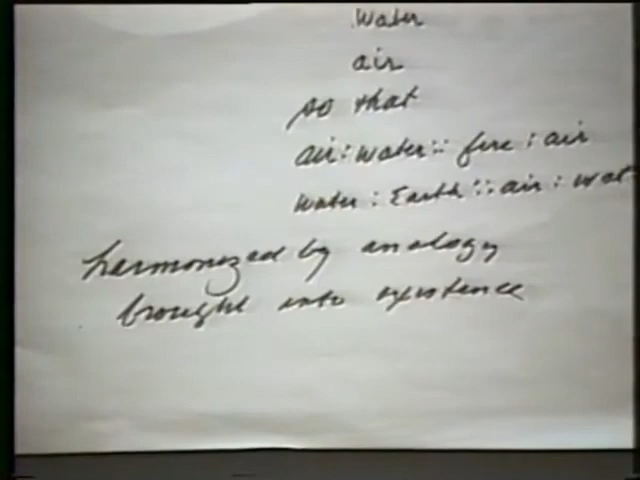 water
air
so that
air : water :: fire : air
water : Earth :: air : wat
harmonized by analogy
brought into existence